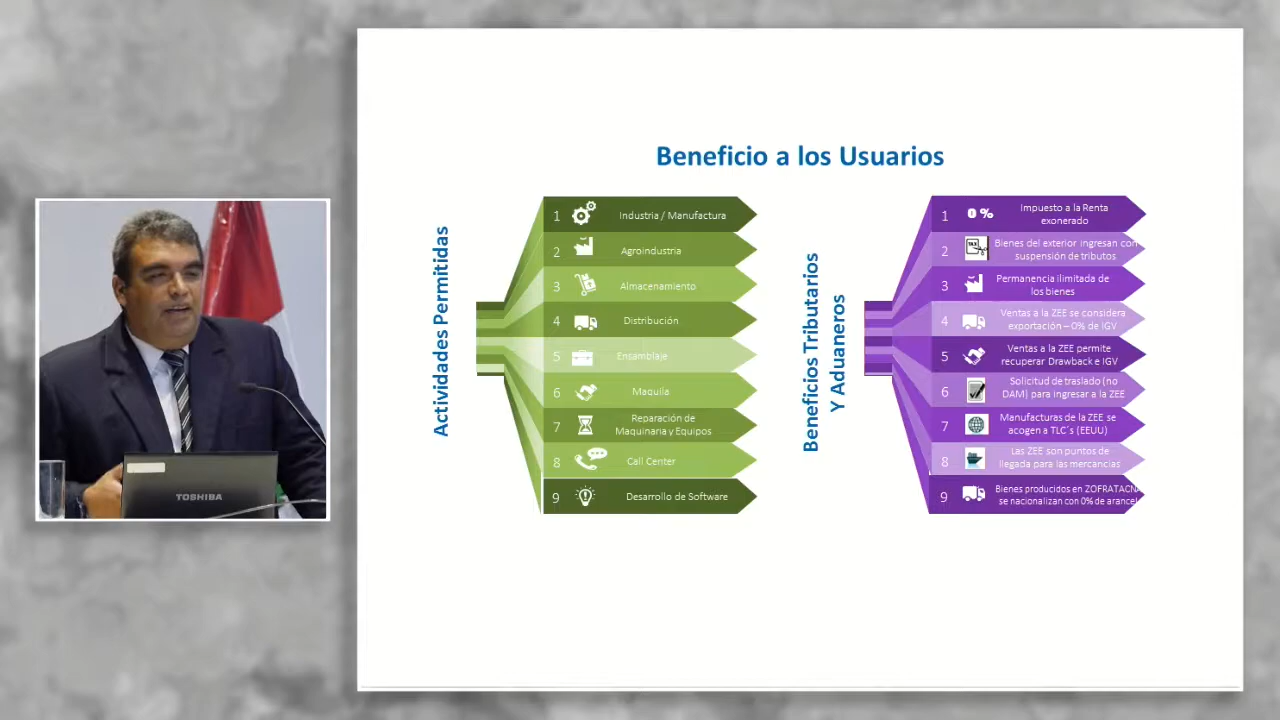 Beneficio a los Usuarios
Actividades Permitidas
1 Industria / Manufactura
2 Agroindustria
3 Almacenamiento
4 Distribución
5 Ensamblaje
6 Maquila
7 Reparación de
Maquinaria y Equipos
8 Call Center
9 Desarrollo de Software
Beneficios Tributarios
Y Aduaneros
1 0 % Impuesto a la Renta
exonerado
2 TAX Bienes del exterior ingresan con
suspensión de tributos
3 Permanencia ilimitada de
los bienes
4 Ventas a la ZEE se considera
exportación – 0% de IGV
5 Ventas a la ZEE permite
recuperar Drawback e IGV
6 Solicitud de traslado (no
DAM) para ingresar a la ZEE
7 Manufacturas de la ZEE se
acogen a TLC´s (EEUU)
8 Las ZEE son puntos de
llegada para las mercancías
9 Bienes producidos en ZOFRATACNA
se nacionalizan con 0% de arancel
TOSHIBA